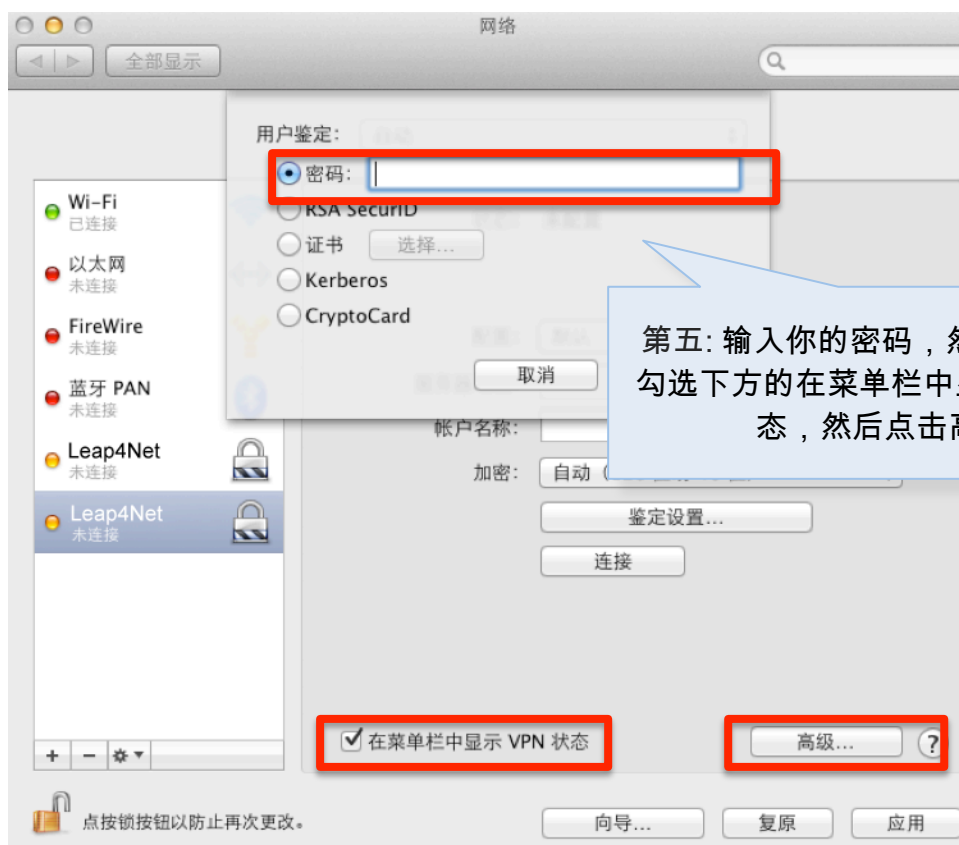 网络
全部显示
用户鉴定：
密码：
RSA SecurID
证书 选择...
Kerberos
CryptoCard
取消
Wi-Fi
已连接
以太网
未连接
FireWire
未连接
蓝牙 PAN
未连接
Leap4Net
未连接
Leap4Net
未连接
第五: 输入你的密码，
勾选下方的在菜单栏中
态，然后点击
帐户名称：
加密： 自动（
鉴定设置...
连接
在菜单栏中显示 VPN 状态
高级... ?
点按锁按钮以防止再次更改。
向导... 复原 应用